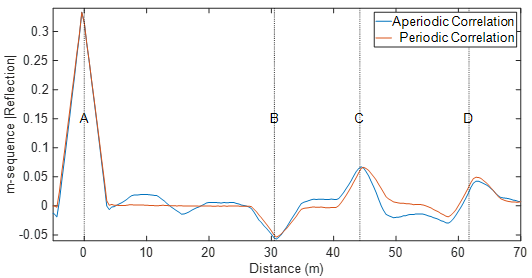 Aperiodic Correlation
Periodic Correlation
m-sequence |Reflection|
0.3
0.25
0.2
0.15
0.1
0.05
0
-0.05
A
B
C
D
0 10 20 30 40 50 60 70
Distance (m)